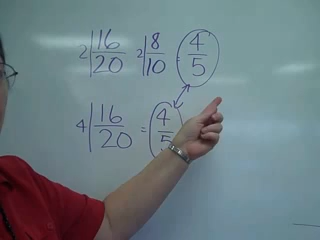 2 | 16/20 2 | 8/10 = 4/5
4 | 16/20 = 4/5